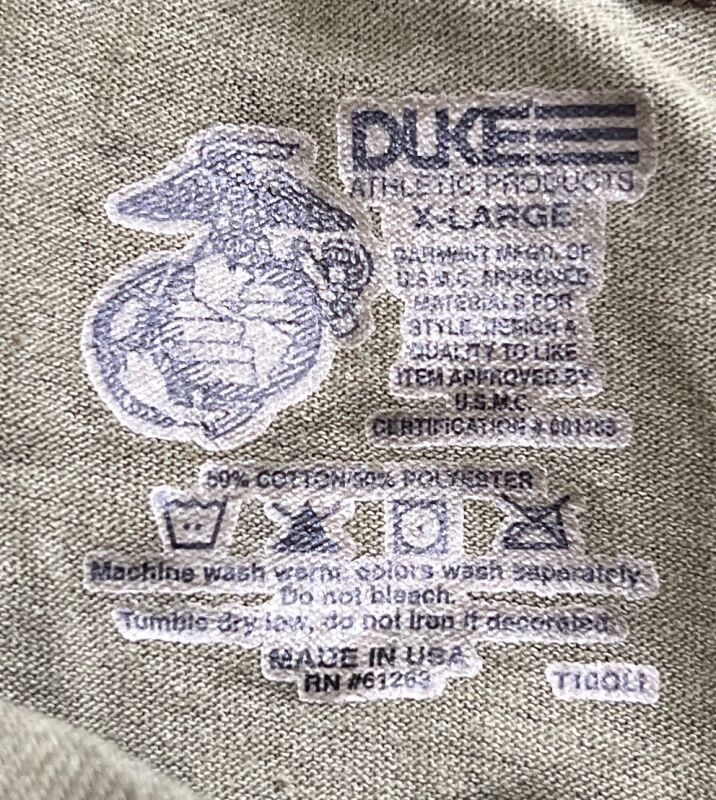 DUKE
ATHLETIC PRODUCTS
X-LARGE
GARMENT MFGD. OF
U.S.M.C. APPROVED
MATERIALS FOR
STYLE, DESIGN A
QUALITY TO LIKE
ITEM APPROVED BY
U.S.M.C.
CERTIFICATION #
50% COTTON/50% POLYESTER
Machine wash warm, colors wash separately.
Do not bleach.
Tumble dry low, do not iron if decorated.
MADE IN USA
RN #61263